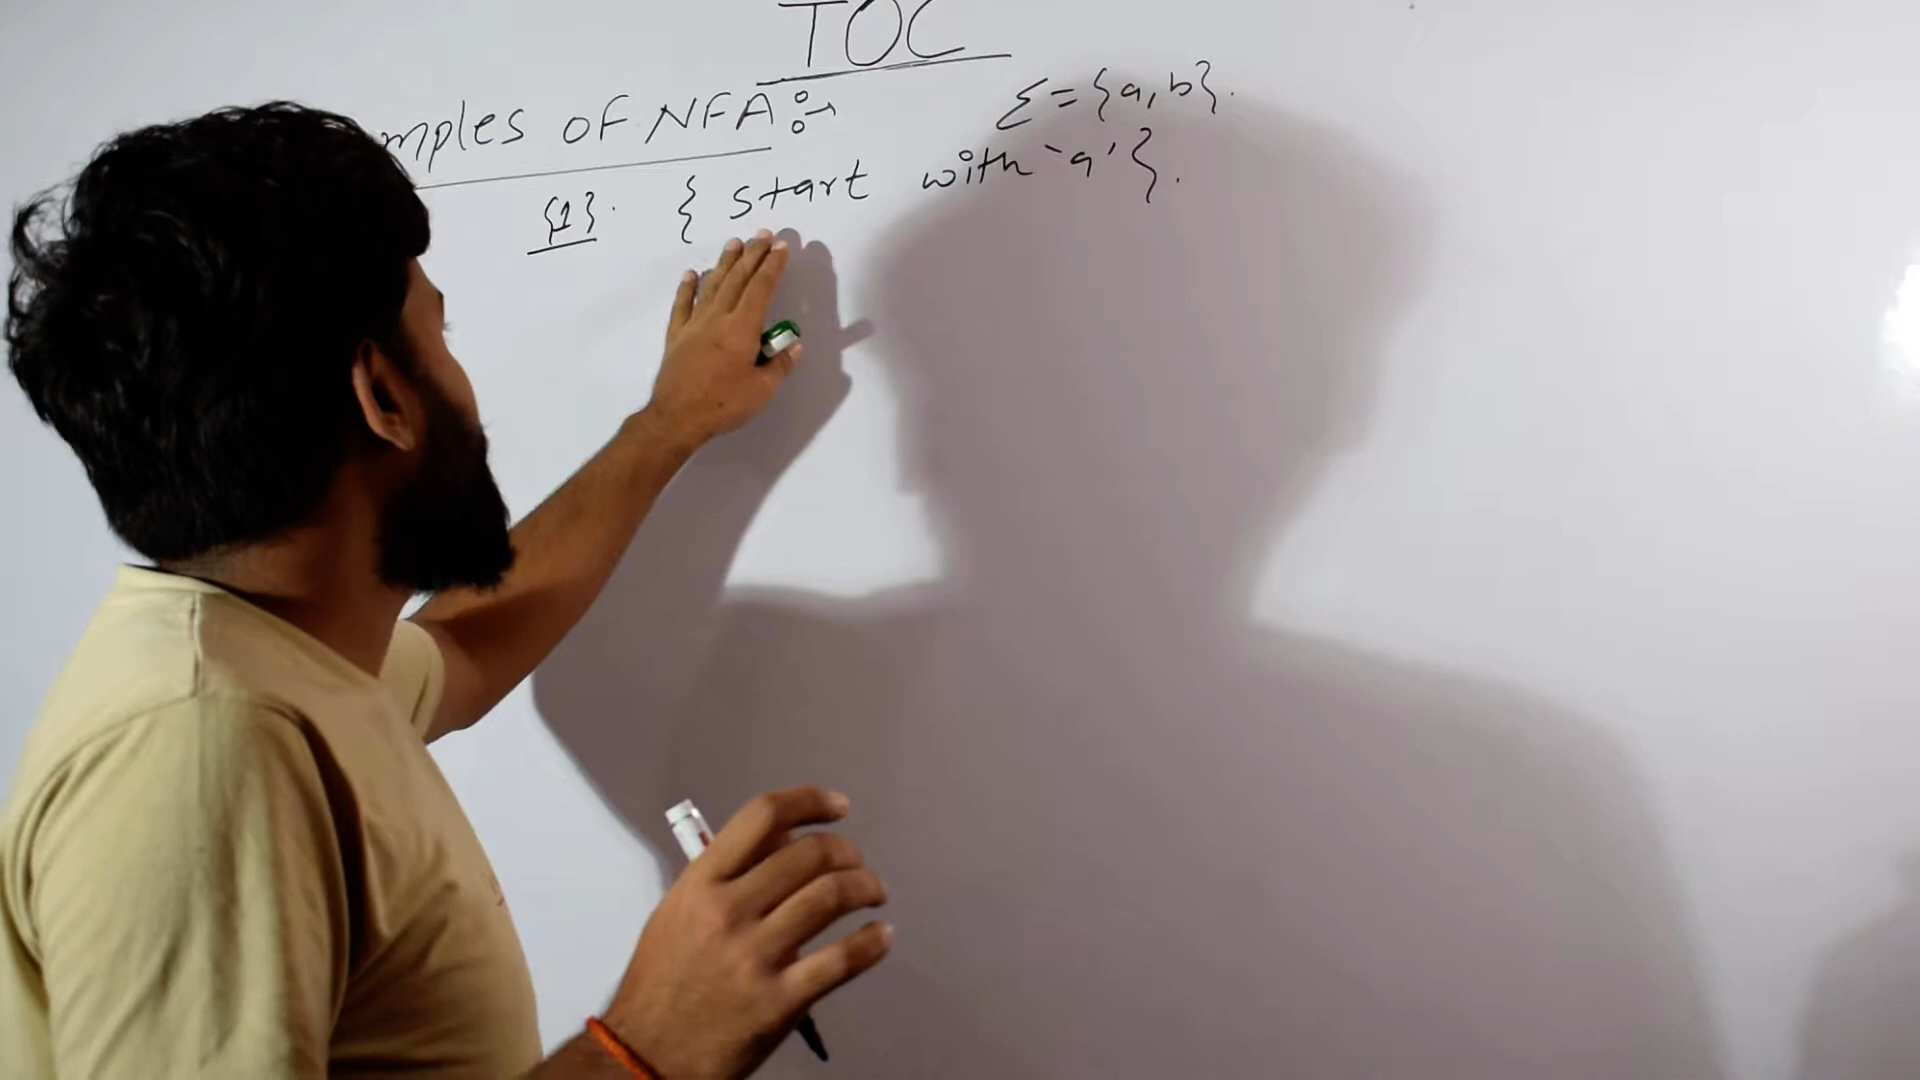 TOC
mples of NFA :-
Σ = {a, b}.
{1}. { start with 'a' }.